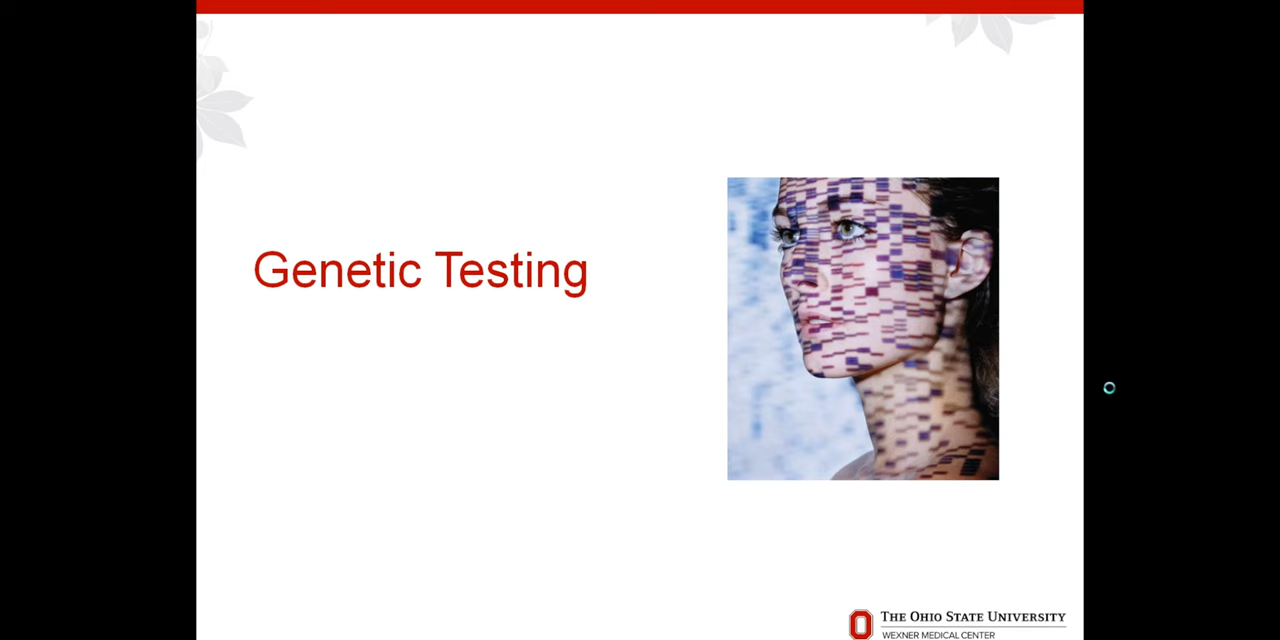 Genetic Testing
THE OHIO STATE UNIVERSITY
WEXNER MEDICAL CENTER